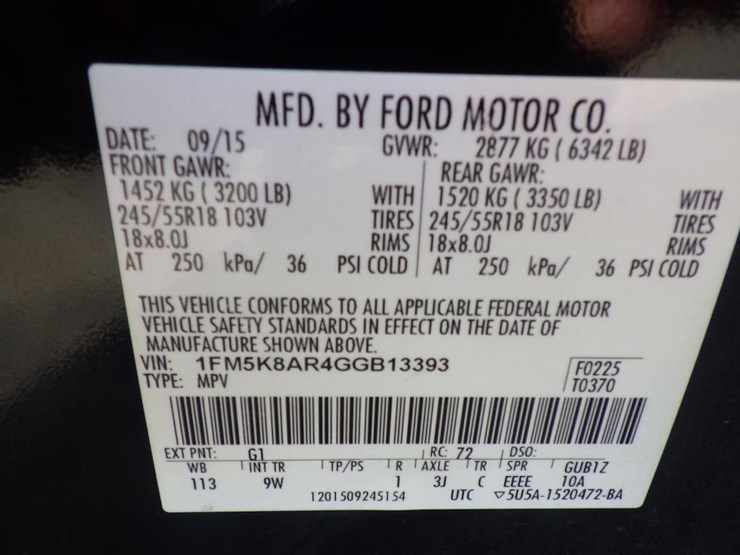 MFD. BY FORD MOTOR CO.
DATE: 09/15 GVWR: 2877 KG ( 6342 LB)
FRONT GAWR: REAR GAWR:
1452 KG ( 3200 LB) WITH 1520 KG ( 3350 LB) WITH
245/55R18 103V TIRES 245/55R18 103V TIRES
18x8.0J RIMS 18x8.0J RIMS
AT 250 kPa/ 36 PSI COLD AT 250 kPa/ 36 PSI COLD
THIS VEHICLE CONFORMS TO ALL APPLICABLE FEDERAL MOTOR
VEHICLE SAFETY STANDARDS IN EFFECT ON THE DATE OF
MANUFACTURE SHOWN ABOVE.
VIN: 1FM5K8AR4GGB13393 F0225
TYPE: MPV T0370
EXT PNT: G1 RC: 72 DSO:
WB INT TR TP/PS R AXLE TR SPR GUB1Z
113 9W 1 3J C EEEE 10A
1201509245154 UTC ▽5U5A-1520472-BA